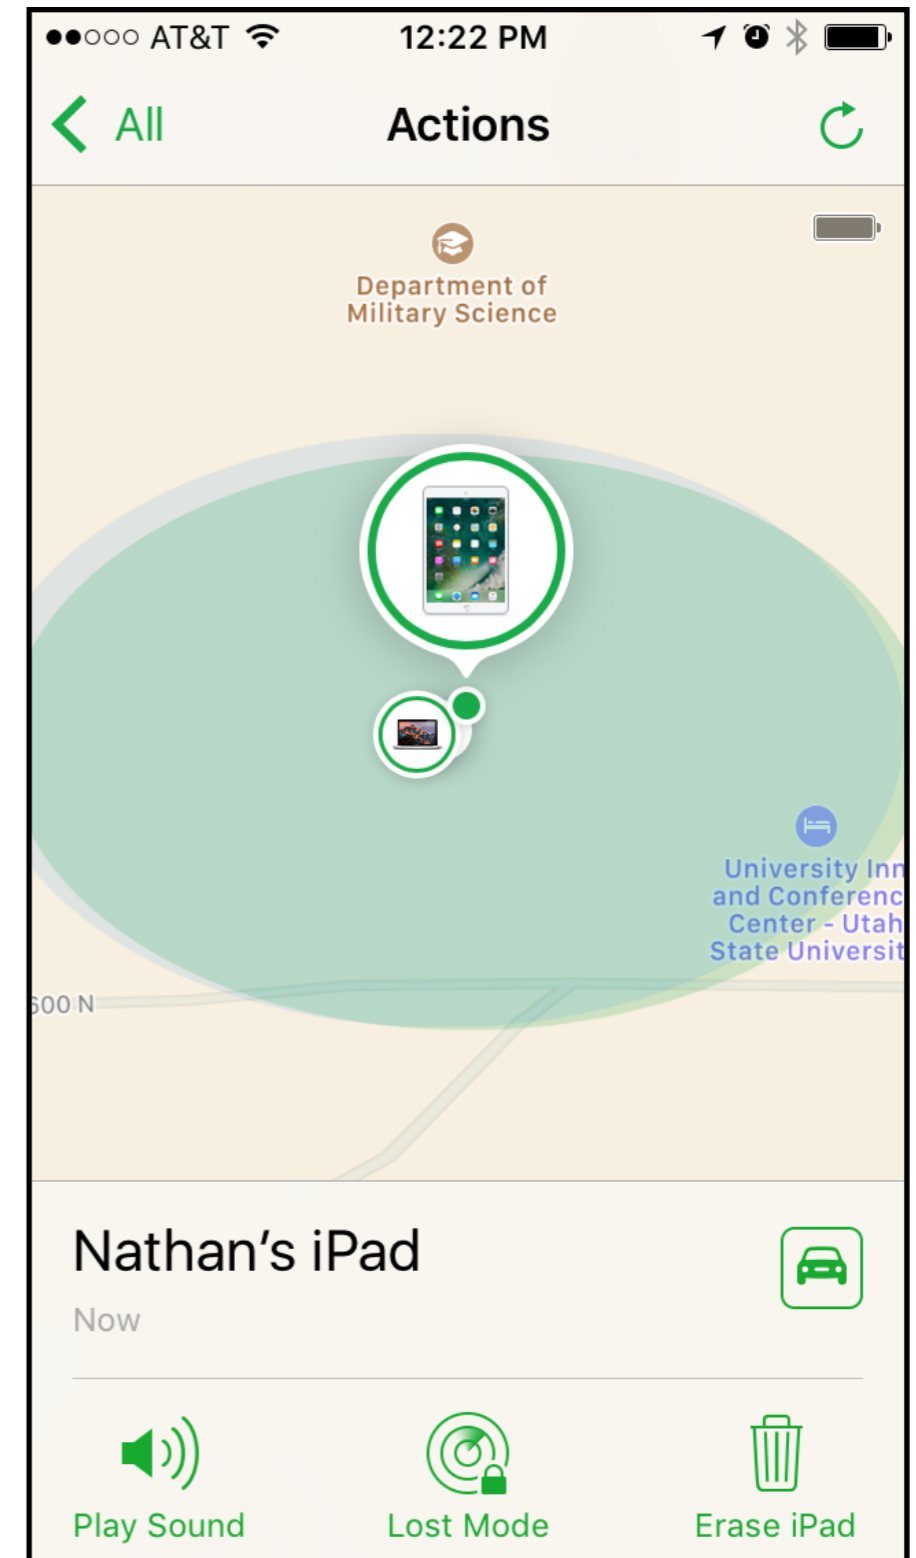 AT&T 12:22 PM
All Actions
Department of
Military Science
University Inn
and Conferenc
Center - Utah
State Universit
600 N
Nathan's iPad
Now
Play Sound Lost Mode Erase iPad